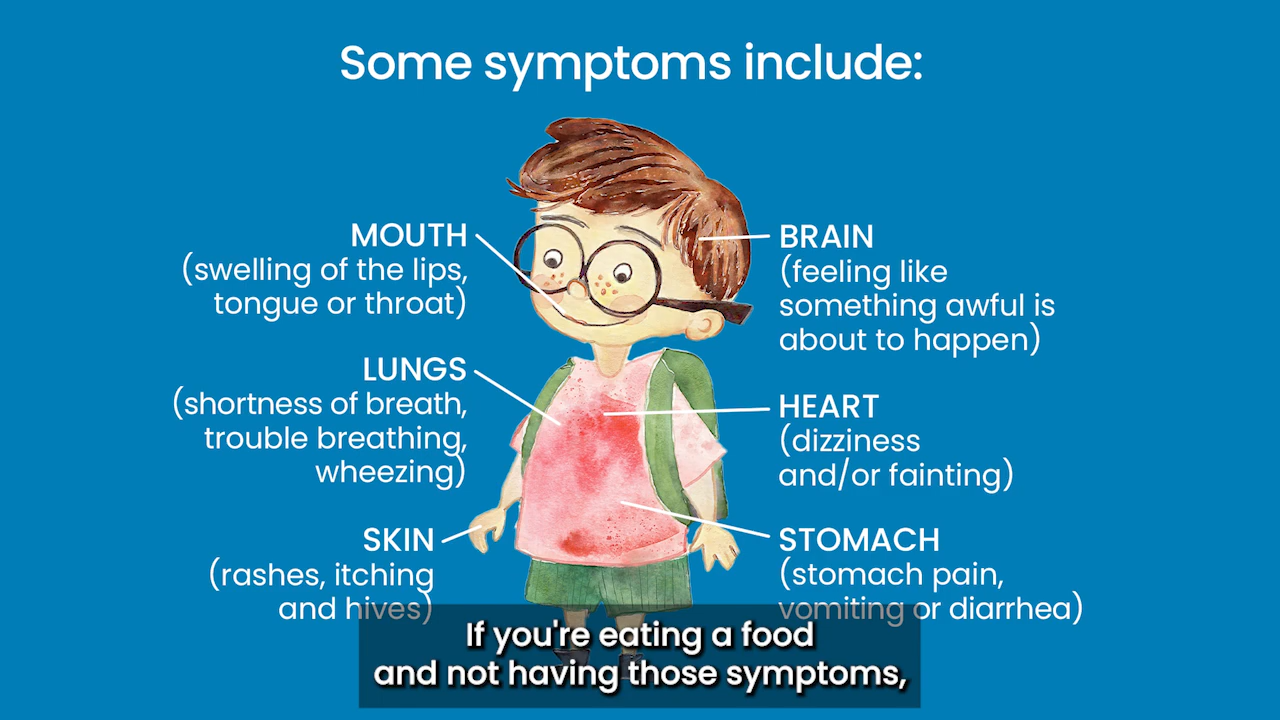 Some symptoms include:
MOUTH
(swelling of the lips,
tongue or throat)
LUNGS
(shortness of breath,
trouble breathing,
wheezing)
SKIN
(rashes, itching
and hives)
BRAIN
(feeling like
something awful is
about to happen)
HEART
(dizziness
and/or fainting)
STOMACH
(stomach pain,
vomiting or diarrhea)
If you're eating a food
and not having those symptoms,